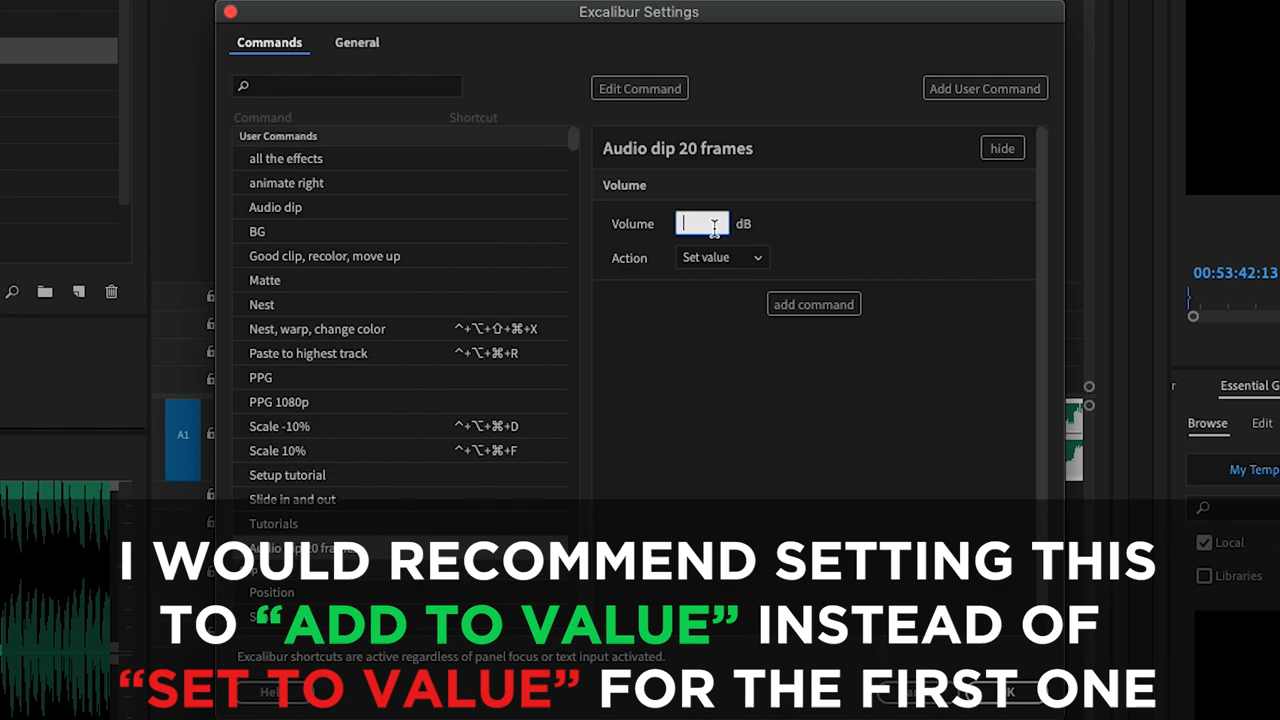 Excalibur Settings
Commands General
Edit Command Add User Command
Command Shortcut
User Commands
all the effects
animate right
Audio dip
BG
Good clip, recolor, move up
Matte
Nest
Nest, warp, change color ^+⌥+⇧+⌘+X
Paste to highest track ^+⌥+⌘+R
PPG
PPG 1080p
Scale -10% ^+⌥+⌘+D
Scale 10% ^+⌥+⌘+F
Setup tutorial
Slide in and out
Tutorials
Audio dip 20 frames
Position
Audio dip 20 frames hide
Volume
Volume dB
Action Set value
add command
Excalibur shortcuts are active regardless of panel focus or text input activated.
OK
A1
00:53:42:13
Essential G
Browse Edit
My Temp
Local
Libraries
I WOULD RECOMMEND SETTING THIS
TO “ADD TO VALUE” INSTEAD OF
“SET TO VALUE” FOR THE FIRST ONE